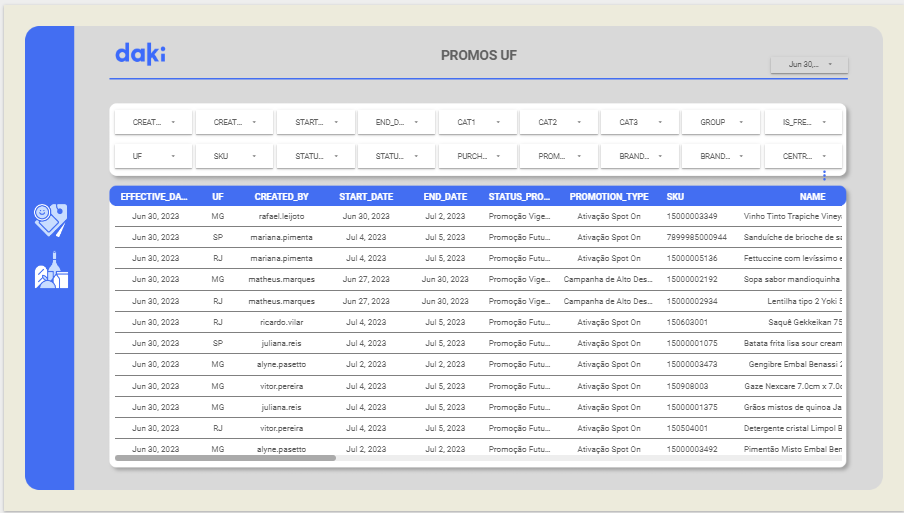 daki
PROMOS UF
Jun 30,...
CREAT... CREAT... START... END_D... CAT1 CAT2 CAT3 GROUP IS_FRE...
UF SKU STATU... STATU... PURCH... PROM... BRAND... BRAND... CENTR...
EFFECTIVE_DA... UF CREATED_BY START_DATE END_DATE STATUS_PRO... PROMOTION_TYPE SKU NAME
Jun 30, 2023 MG rafael.leijoto Jun 30, 2023 Jul 2, 2023 Promoção Vige... Ativação Spot On 15000003349 Vinho Tinto Trapiche Viney
Jun 30, 2023 SP mariana.pimenta Jul 4, 2023 Jul 5, 2023 Promoção Futu... Ativação Spot On 7899985000944 Sanduíche de brioche de sa
Jun 30, 2023 RJ mariana.pimenta Jul 4, 2023 Jul 5, 2023 Promoção Futu... Ativação Spot On 15000005136 Fettuccine com levíssimo e
Jun 30, 2023 MG matheus.marques Jun 27, 2023 Jun 30, 2023 Promoção Vige... Campanha de Alto Des... 15000002192 Sopa sabor mandioquinha
Jun 30, 2023 RJ matheus.marques Jun 27, 2023 Jun 30, 2023 Promoção Vige... Campanha de Alto Des... 15000002934 Lentilha tipo 2 Yoki 5
Jun 30, 2023 RJ ricardo.vilar Jul 4, 2023 Jul 5, 2023 Promoção Futu... Ativação Spot On 150603001 Saquê Gekkeikan 75
Jun 30, 2023 SP juliana.reis Jul 4, 2023 Jul 5, 2023 Promoção Futu... Ativação Spot On 15000001075 Batata frita lisa sour cream
Jun 30, 2023 MG alyne.pasetto Jul 2, 2023 Jul 2, 2023 Promoção Futu... Ativação Spot On 15000003473 Gengibre Embal Benassi 2
Jun 30, 2023 MG vitor.pereira Jul 4, 2023 Jul 5, 2023 Promoção Futu... Ativação Spot On 150908003 Gaze Nexcare 7.0cm x 7.0c
Jun 30, 2023 MG juliana.reis Jul 4, 2023 Jul 5, 2023 Promoção Futu... Ativação Spot On 15000001375 Grãos mistos de quinoa Ja
Jun 30, 2023 RJ vitor.pereira Jul 4, 2023 Jul 5, 2023 Promoção Futu... Ativação Spot On 150504001 Detergente cristal Limpol B
Jun 30, 2023 MG alyne.pasetto Jul 2, 2023 Jul 2, 2023 Promoção Futu... Ativação Spot On 15000003492 Pimentão Misto Embal Ben